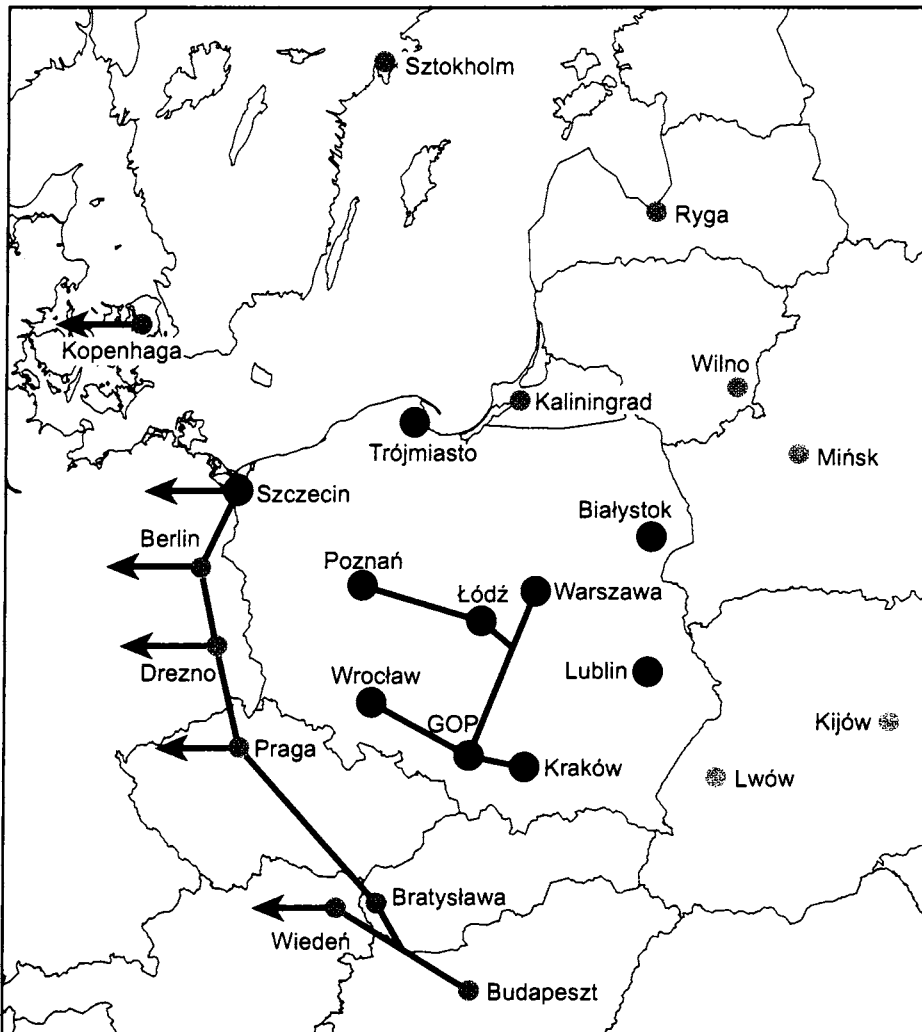 Sztokholm
Ryga
Kopenhaga
Wilno
Kaliningrad
Trójmiasto
Mińsk
Szczecin
Białystok
Berlin
Poznań
Łódź
Warszawa
Drezno
Wrocław
Lublin
GOP
Kijów
Praga
Kraków
Lwów
Bratysława
Wiedeń
Budapeszt